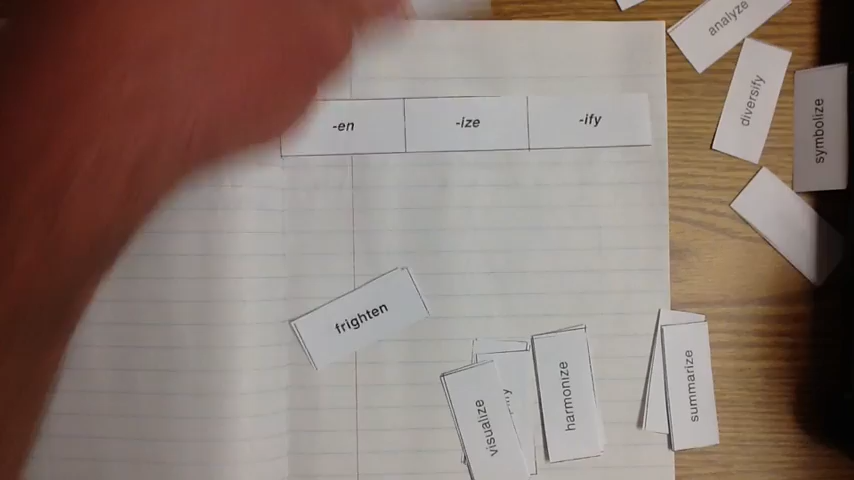 analyze
diversify
symbolize
-en -ize -ify
frighten
visualize
harmonize
summarize